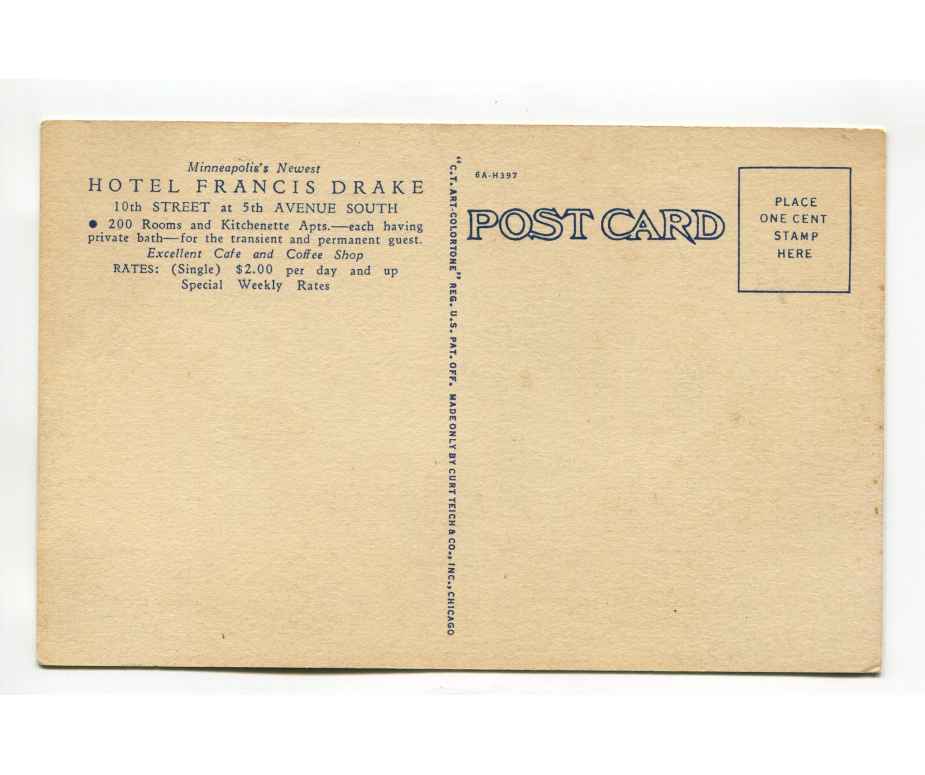 Minneapolis's Newest
HOTEL FRANCIS DRAKE
10th STREET at 5th AVENUE SOUTH
● 200 Rooms and Kitchenette Apts.—each having
private bath—for the transient and permanent guest.
Excellent Cafe and Coffee Shop
RATES: (Single) $2.00 per day and up
Special Weekly Rates
"C.T. ART-COLORTONE" REG. U.S. PAT. OFF. MADE ONLY BY CURT TEICH & CO., INC., CHICAGO
6A-H397
POST CARD
PLACE
ONE CENT
STAMP
HERE